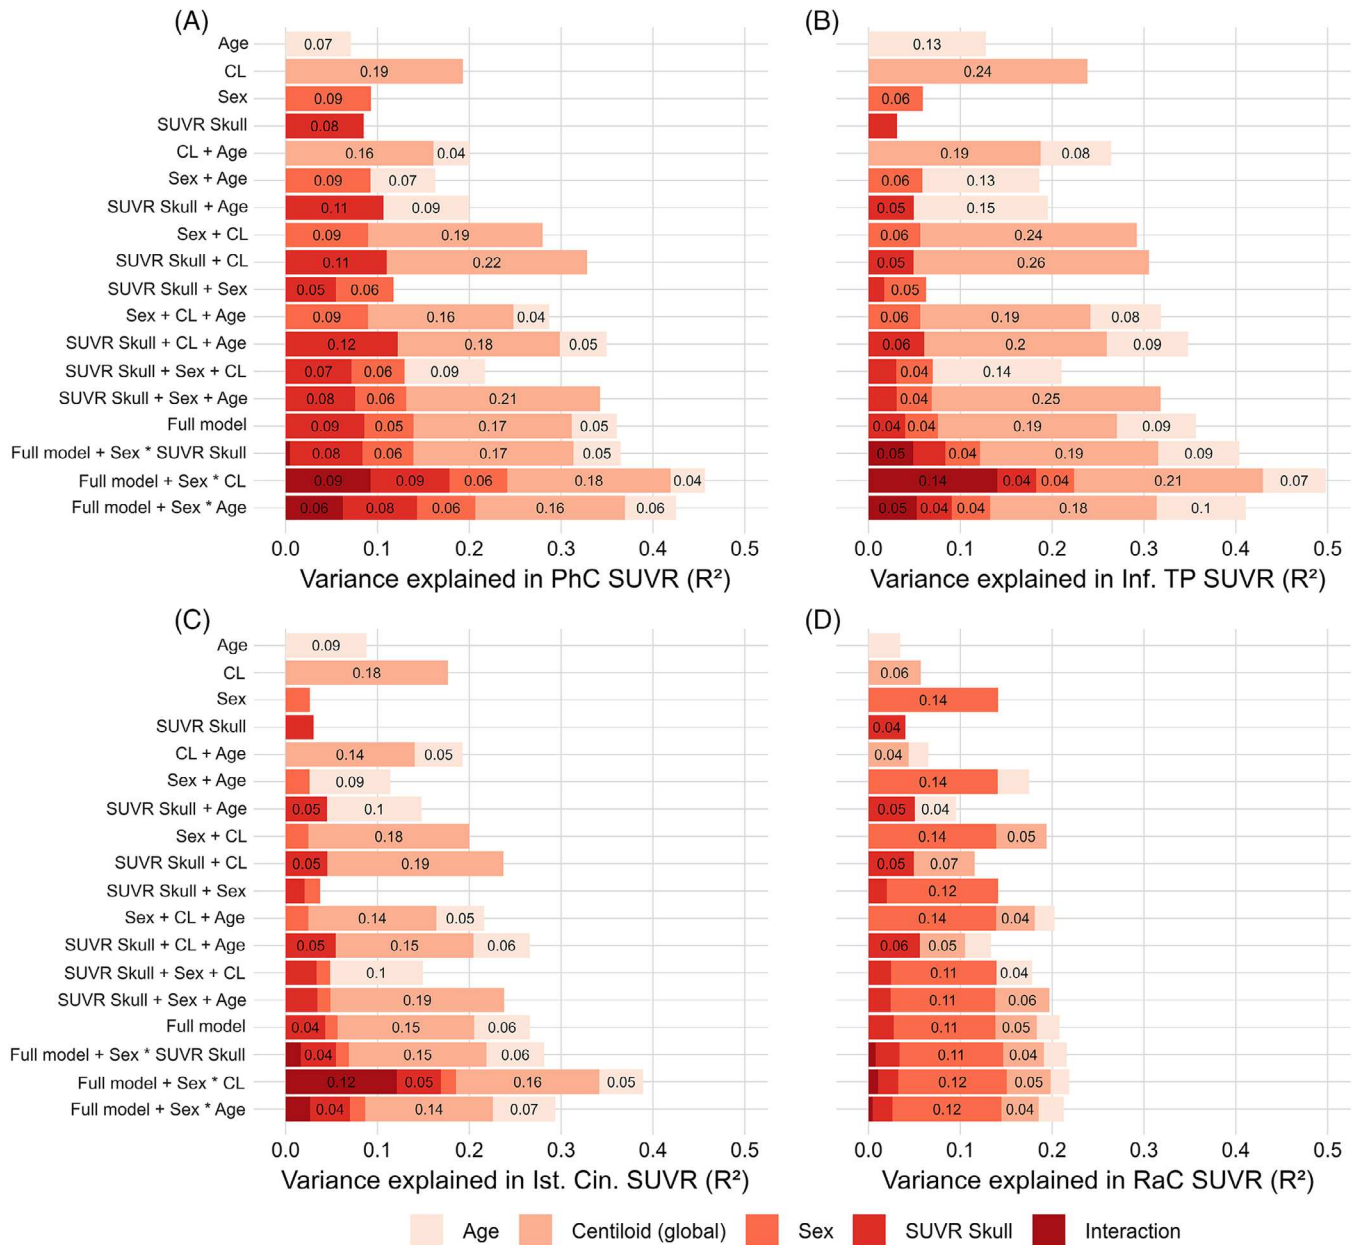 (A)
Age 0.07
CL 0.19
Sex 0.09
SUVR Skull 0.08
CL + Age 0.16 0.04
Sex + Age 0.09 0.07
SUVR Skull + Age 0.11 0.09
Sex + CL 0.09 0.19
SUVR Skull + CL 0.11 0.22
SUVR Skull + Sex 0.05 0.06
Sex + CL + Age 0.09 0.16 0.04
SUVR Skull + CL + Age 0.12 0.18 0.05
SUVR Skull + Sex + CL 0.07 0.06 0.09
SUVR Skull + Sex + Age 0.08 0.06 0.21
Full model 0.09 0.05 0.17 0.05
Full model + Sex * SUVR Skull 0.08 0.06 0.17 0.05
Full model + Sex * CL 0.09 0.09 0.06 0.18 0.04
Full model + Sex * Age 0.06 0.08 0.06 0.16 0.06
0.0 0.1 0.2 0.3 0.4 0.5
Variance explained in PhC SUVR (R²)
(B)
0.13
0.24
0.06
0.19 0.08
0.06 0.13
0.05 0.15
0.06 0.24
0.05 0.26
0.05
0.06 0.19 0.08
0.06 0.2 0.09
0.04 0.14
0.04 0.25
0.04 0.04 0.19 0.09
0.05 0.04 0.19 0.09
0.14 0.04 0.04 0.21 0.07
0.05 0.04 0.04 0.18 0.1
0.0 0.1 0.2 0.3 0.4 0.5
Variance explained in Inf. TP SUVR (R²)
(C)
Age 0.09
CL 0.18
Sex
SUVR Skull
CL + Age 0.14 0.05
Sex + Age 0.09
SUVR Skull + Age 0.05 0.1
Sex + CL 0.18
SUVR Skull + CL 0.05 0.19
SUVR Skull + Sex
Sex + CL + Age 0.14 0.05
SUVR Skull + CL + Age 0.05 0.15 0.06
SUVR Skull + Sex + CL 0.1
SUVR Skull + Sex + Age 0.19
Full model 0.04 0.15 0.06
Full model + Sex * SUVR Skull 0.04 0.15 0.06
Full model + Sex * CL 0.12 0.05 0.16 0.05
Full model + Sex * Age 0.04 0.14 0.07
0.0 0.1 0.2 0.3 0.4 0.5
Variance explained in Ist. Cin. SUVR (R²)
(D)
0.06
0.14
0.04
0.04
0.14
0.05 0.04
0.14 0.05
0.05 0.07
0.12
0.14 0.04
0.06 0.05
0.11 0.04
0.11 0.06
0.11 0.05
0.11 0.04
0.12 0.05
0.12 0.04
0.0 0.1 0.2 0.3 0.4 0.5
Variance explained in RaC SUVR (R²)
Age Centiloid (global) Sex SUVR Skull Interaction